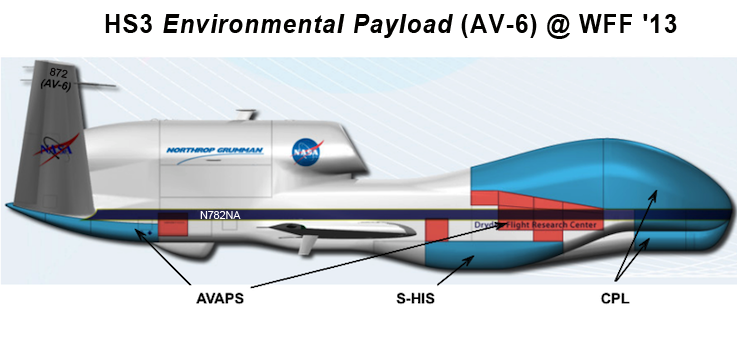 HS3 Environmental Payload (AV-6) @ WFF '13
872
(AV-6)
NASA
NORTHROP GRUMMAN
NASA
N782NA
Dryden Flight Research Center
AVAPS
S-HIS
CPL